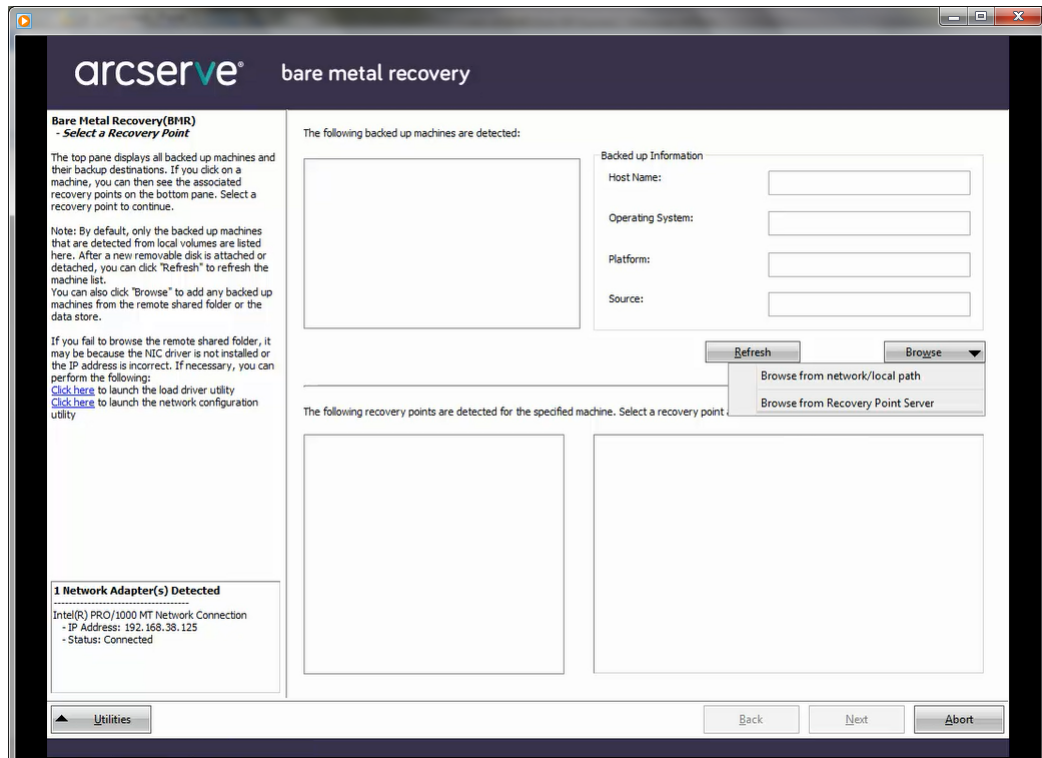 arcserve® bare metal recovery
Bare Metal Recovery(BMR)
- Select a Recovery Point
The top pane displays all backed up machines and
their backup destinations. If you click on a
machine, you can then see the associated
recovery points on the bottom pane. Select a
recovery point to continue.
Note: By default, only the backed up machines
that are detected from local volumes are listed
here. After a new removable disk is attached or
detached, you can click "Refresh" to refresh the
machine list.
You can also click "Browse" to add any backed up
machines from the remote shared folder or the
data store.
If you fail to browse the remote shared folder, it
may be because the NIC driver is not installed or
the IP address is incorrect. If necessary, you can
perform the following:
Click here to launch the load driver utility
Click here to launch the network configuration
utility
1 Network Adapter(s) Detected
------------------------------------
Intel(R) PRO/1000 MT Network Connection
- IP Address: 192.168.38.125
- Status: Connected
The following backed up machines are detected:
Backed up Information
Host Name:
Operating System:
Platform:
Source:
Refresh
Browse
Browse from network/local path
Browse from Recovery Point Server
The following recovery points are detected for the specified machine. Select a recovery point
Utilities
Back
Next
Abort